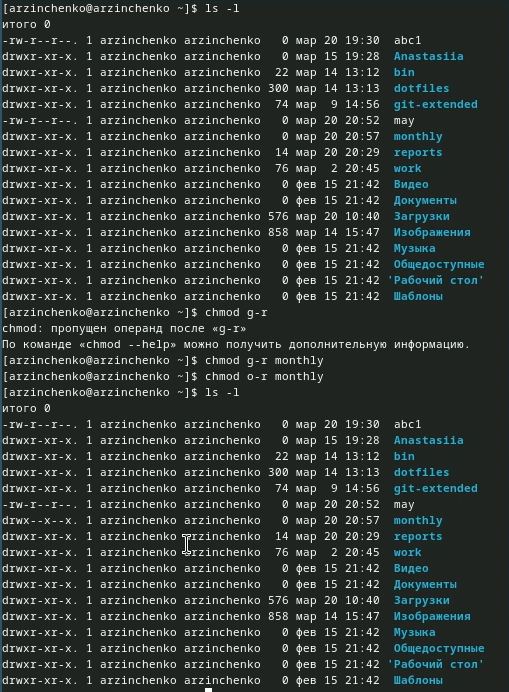 [arzinchenko@arzinchenko ~]$ ls -l
итого 0
-rw-r--r--. 1 arzinchenko arzinchenko   0 мар 20 19:30  abc1
drwxr-xr-x. 1 arzinchenko arzinchenko   0 мар 15 19:28  Anastasiia
drwxr-xr-x. 1 arzinchenko arzinchenko  22 мар 14 13:12  bin
drwxr-xr-x. 1 arzinchenko arzinchenko 300 мар 14 13:13  dotfiles
drwxr-xr-x. 1 arzinchenko arzinchenko  74 мар  9 14:56  git-extended
-rw-r--r--. 1 arzinchenko arzinchenko   0 мар 20 20:52  may
drwxr-xr-x. 1 arzinchenko arzinchenko   0 мар 20 20:57  monthly
drwxr-xr-x. 1 arzinchenko arzinchenko  14 мар 20 20:29  reports
drwxr-xr-x. 1 arzinchenko arzinchenko  76 мар  2 20:45  work
drwxr-xr-x. 1 arzinchenko arzinchenko   0 фев 15 21:42  Видео
drwxr-xr-x. 1 arzinchenko arzinchenko   0 фев 15 21:42  Документы
drwxr-xr-x. 1 arzinchenko arzinchenko 576 мар 20 10:40  Загрузки
drwxr-xr-x. 1 arzinchenko arzinchenko 858 мар 14 15:47  Изображения
drwxr-xr-x. 1 arzinchenko arzinchenko   0 фев 15 21:42  Музыка
drwxr-xr-x. 1 arzinchenko arzinchenko   0 фев 15 21:42  Общедоступные
drwxr-xr-x. 1 arzinchenko arzinchenko   0 фев 15 21:42 'Рабочий стол'
drwxr-xr-x. 1 arzinchenko arzinchenko   0 фев 15 21:42  Шаблоны
[arzinchenko@arzinchenko ~]$ chmod g-r
chmod: пропущен операнд после «g-r»
По команде «chmod --help» можно получить дополнительную информацию.
[arzinchenko@arzinchenko ~]$ chmod g-r monthly
[arzinchenko@arzinchenko ~]$ chmod o-r monthly
[arzinchenko@arzinchenko ~]$ ls -l
итого 0
-rw-r--r--. 1 arzinchenko arzinchenko   0 мар 20 19:30  abc1
drwxr-xr-x. 1 arzinchenko arzinchenko   0 мар 15 19:28  Anastasiia
drwxr-xr-x. 1 arzinchenko arzinchenko  22 мар 14 13:12  bin
drwxr-xr-x. 1 arzinchenko arzinchenko 300 мар 14 13:13  dotfiles
drwxr-xr-x. 1 arzinchenko arzinchenko  74 мар  9 14:56  git-extended
-rw-r--r--. 1 arzinchenko arzinchenko   0 мар 20 20:52  may
drwx--x--x. 1 arzinchenko arzinchenko   0 мар 20 20:57  monthly
drwxr-xr-x. 1 arzinchenko arzinchenko  14 мар 20 20:29  reports
drwxr-xr-x. 1 arzinchenko arzinchenko  76 мар  2 20:45  work
drwxr-xr-x. 1 arzinchenko arzinchenko   0 фев 15 21:42  Видео
drwxr-xr-x. 1 arzinchenko arzinchenko   0 фев 15 21:42  Документы
drwxr-xr-x. 1 arzinchenko arzinchenko 576 мар 20 10:40  Загрузки
drwxr-xr-x. 1 arzinchenko arzinchenko 858 мар 14 15:47  Изображения
drwxr-xr-x. 1 arzinchenko arzinchenko   0 фев 15 21:42  Музыка
drwxr-xr-x. 1 arzinchenko arzinchenko   0 фев 15 21:42  Общедоступные
drwxr-xr-x. 1 arzinchenko arzinchenko   0 фев 15 21:42 'Рабочий стол'
drwxr-xr-x. 1 arzinchenko arzinchenko   0 фев 15 21:42  Шаблоны